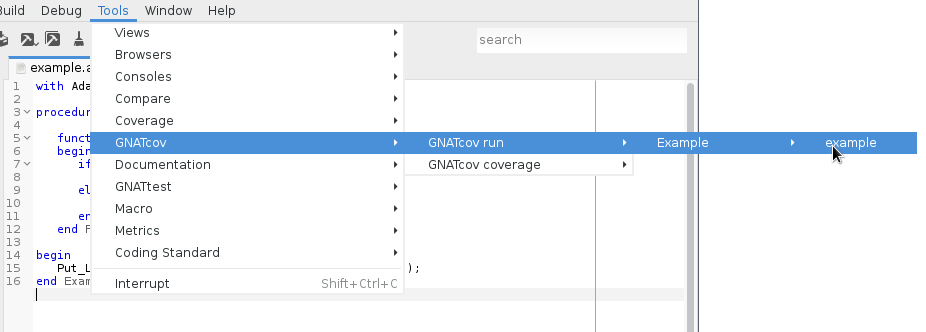 Build Debug Tools Window Help
search
example.a
Views
Browsers
Consoles
Compare
Coverage
GNATcov GNATcov run Example example
Documentation GNATcov coverage
GNATtest
Macro
Metrics
Coding Standard
Interrupt Shift+Ctrl+C
1 with Ada
2
3 procedur
4
5 funct
6 begin
7 if
8
9 el
10
11 en
12 end F
13
14 begin
15 Put_L );
16 end Exam